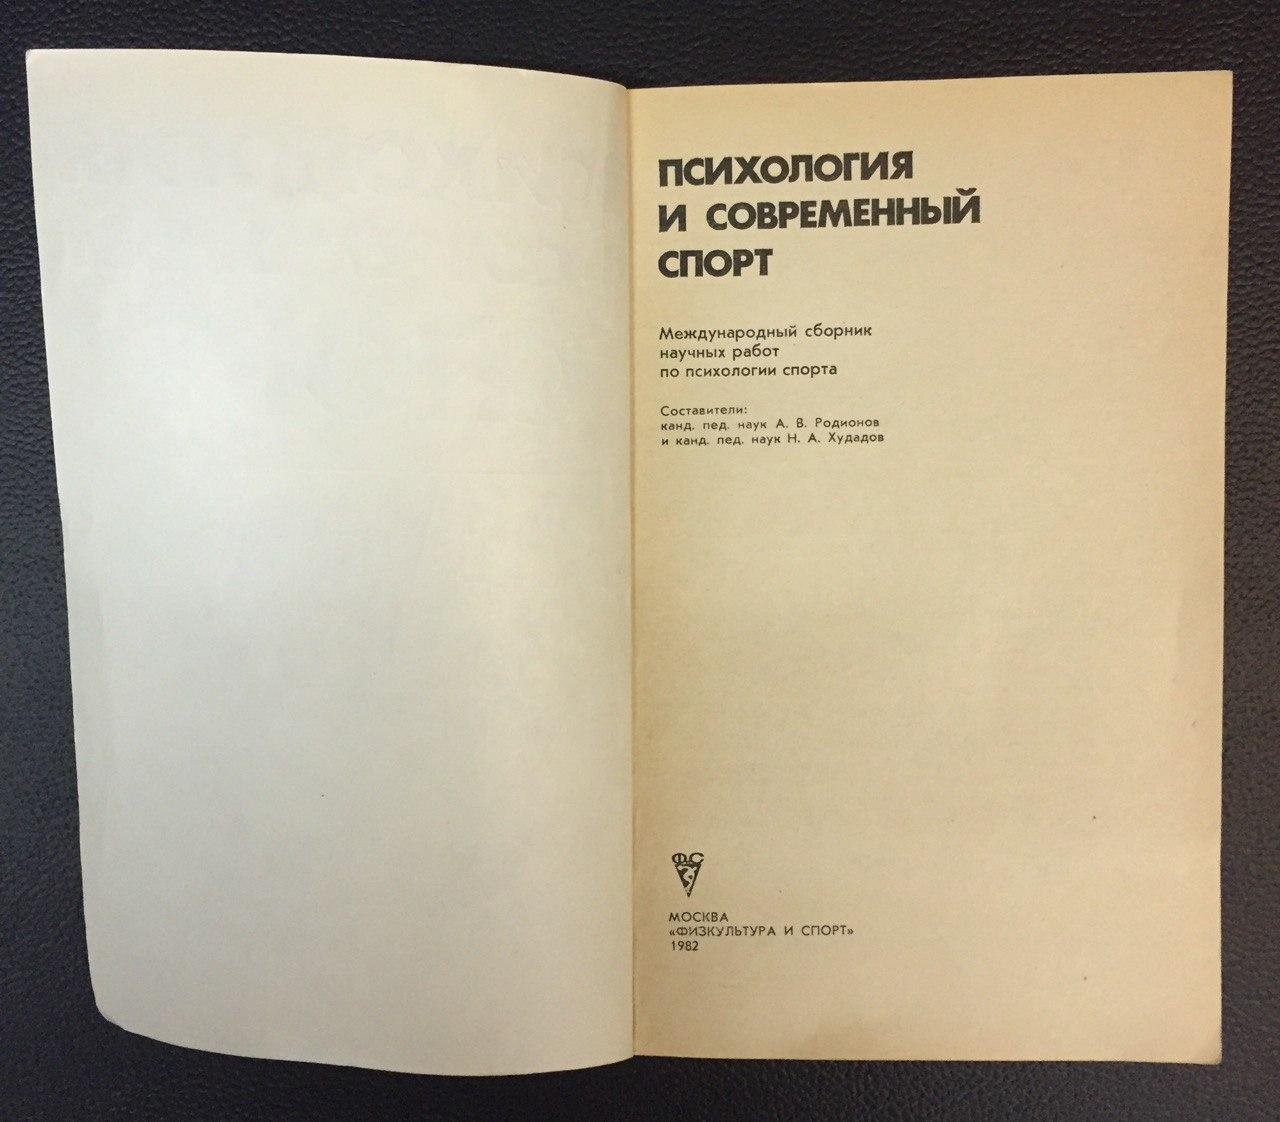 ПСИХОЛОГИЯ
И СОВРЕМЕННЫЙ
СПОРТ
Международный сборник
научных работ
по психологии спорта
Составители:
канд. пед. наук А. В. Родионов
и канд. пед. наук Н. А. Худадов
ФиС
МОСКВА
«ФИЗКУЛЬТУРА И СПОРТ»
1982